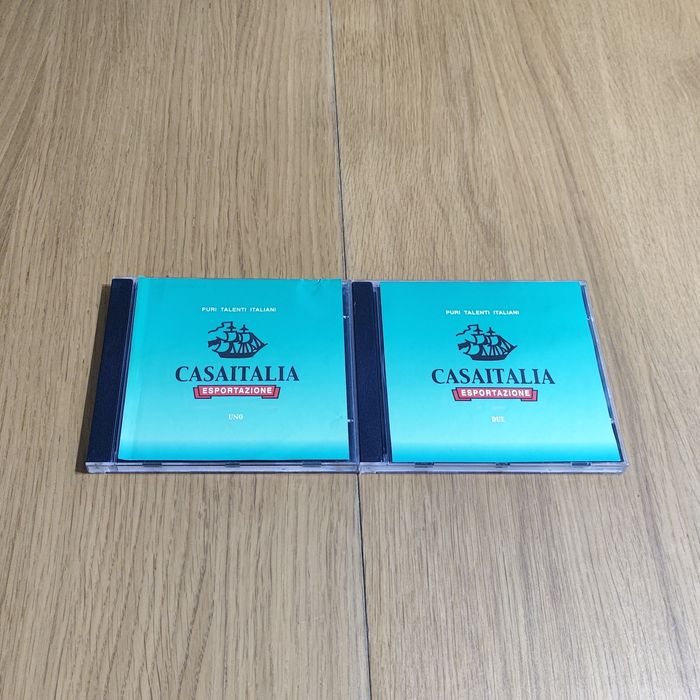 PURI TALENTI ITALIANI
CASAITALIA
ESPORTAZIONE
UNO
PURI TALENTI ITALIANI
CASAITALIA
ESPORTAZIONE
DUE